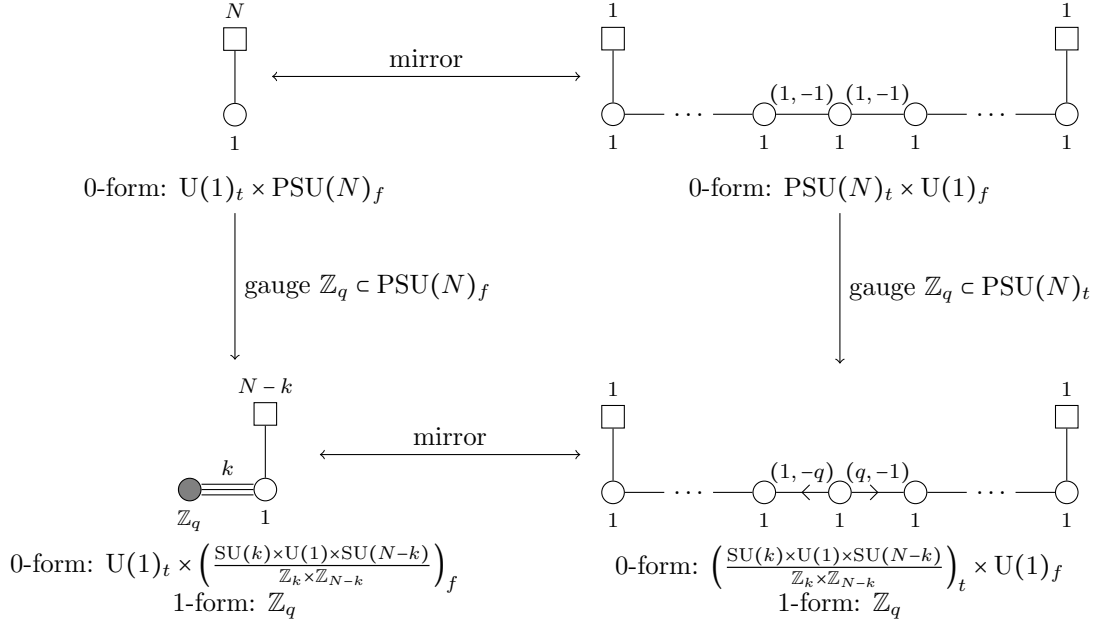 N 1 1
mirror
(1, −1) (1, −1)
1 1 1 1 1 1
0-form: U(1)_t × PSU(N)_f 0-form: PSU(N)_t × U(1)_f
gauge ℤ_q ⊂ PSU(N)_f gauge ℤ_q ⊂ PSU(N)_t
N − k 1 1
mirror
k (1, −q) (q, −1)
ℤ_q 1 1 1 1 1 1
0-form: U(1)_t × (SU(k)×U(1)×SU(N−k) / ℤ_k×ℤ_{N−k})_f 0-form: (SU(k)×U(1)×SU(N−k) / ℤ_k×ℤ_{N−k})_t × U(1)_f
1-form: ℤ_q 1-form: ℤ_q